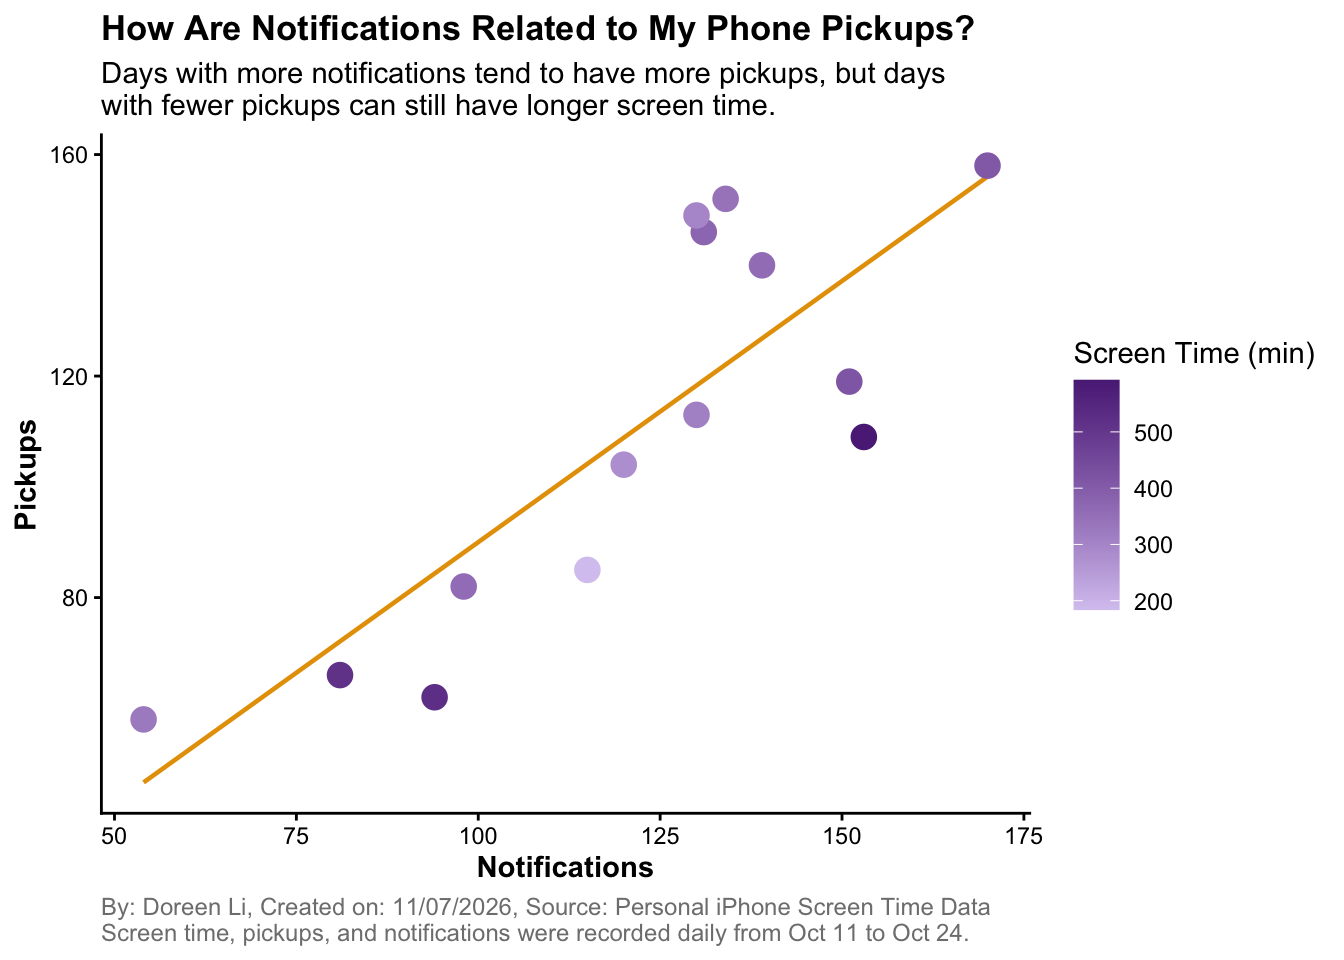 How Are Notifications Related to My Phone Pickups?
Days with more notifications tend to have more pickups, but days
with fewer pickups can still have longer screen time.
160
120
80
Pickups
50
75
100
125
150
175
Notifications
Screen Time (min)
500
400
300
200
By: Doreen Li, Created on: 11/07/2026, Source: Personal iPhone Screen Time Data
Screen time, pickups, and notifications were recorded daily from Oct 11 to Oct 24.